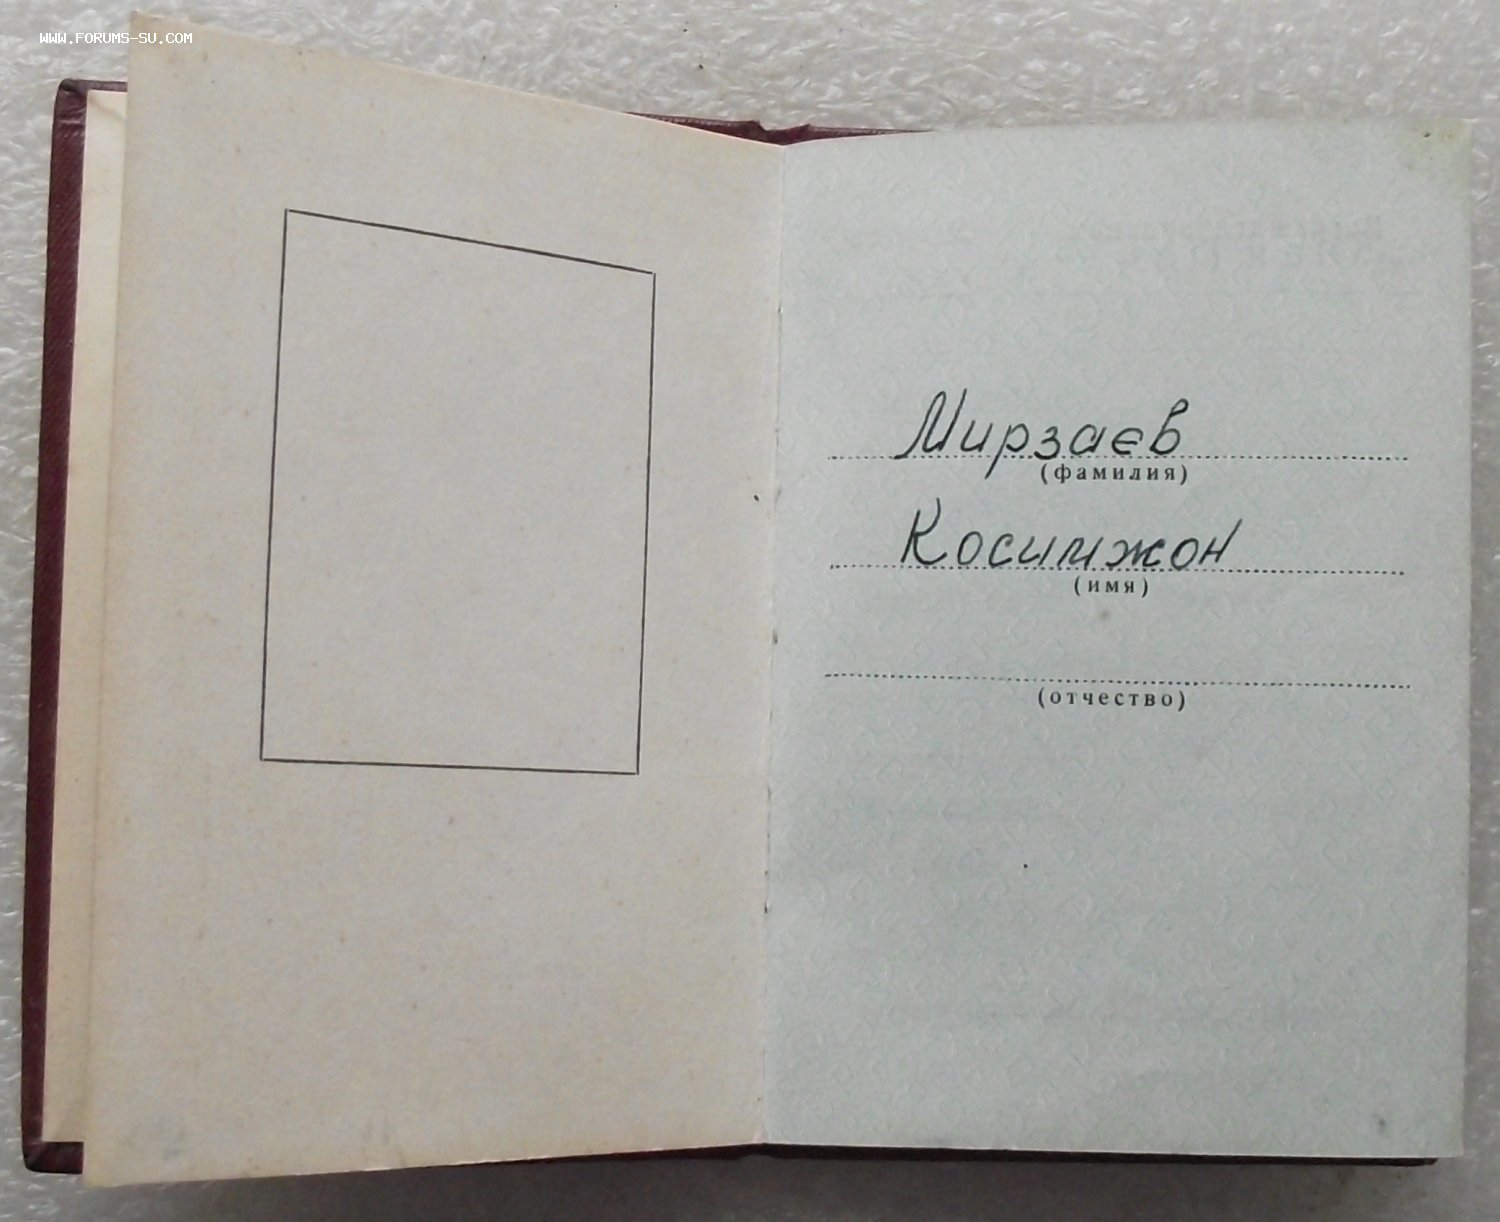 WWW.FORUMS-SU.COM
Мирзаев
(фамилия)
Косимжон
(имя)
(отчество)